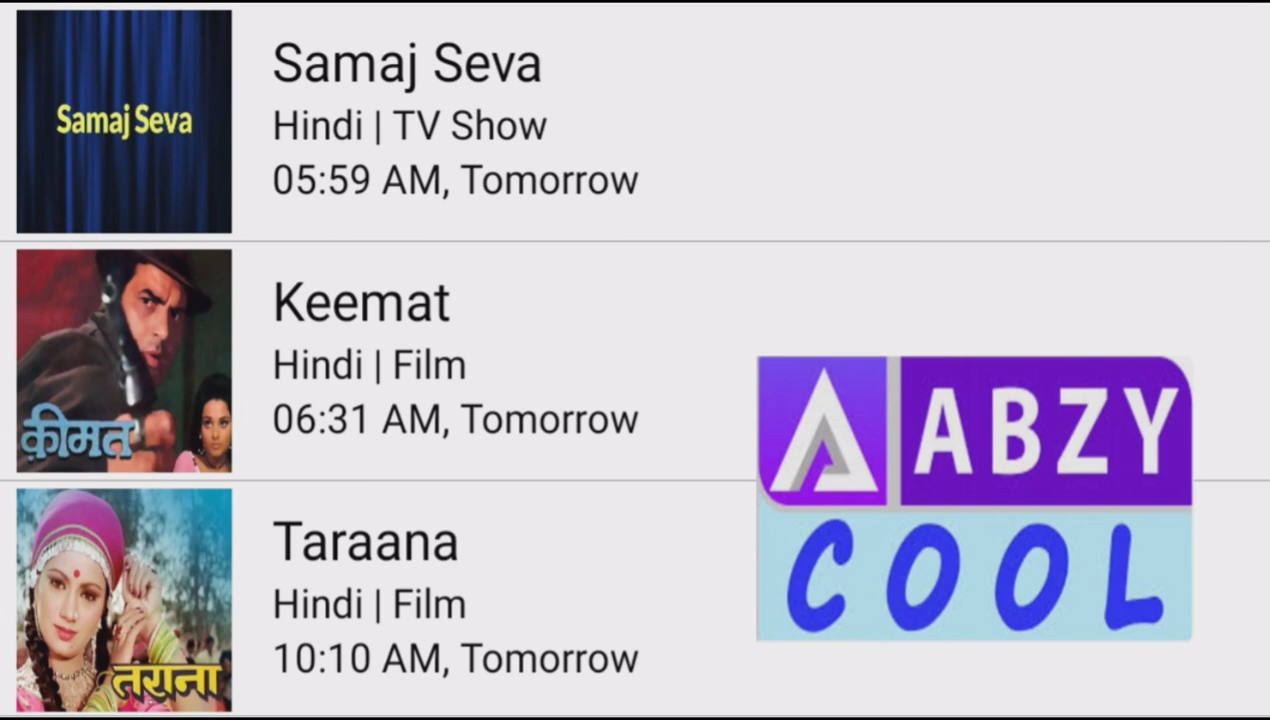 Samaj Seva
Samaj Seva
Hindi | TV Show
05:59 AM, Tomorrow
क़ीमत
Keemat
Hindi | Film
06:31 AM, Tomorrow
ABZY
COOL
तराना
Taraana
Hindi | Film
10:10 AM, Tomorrow